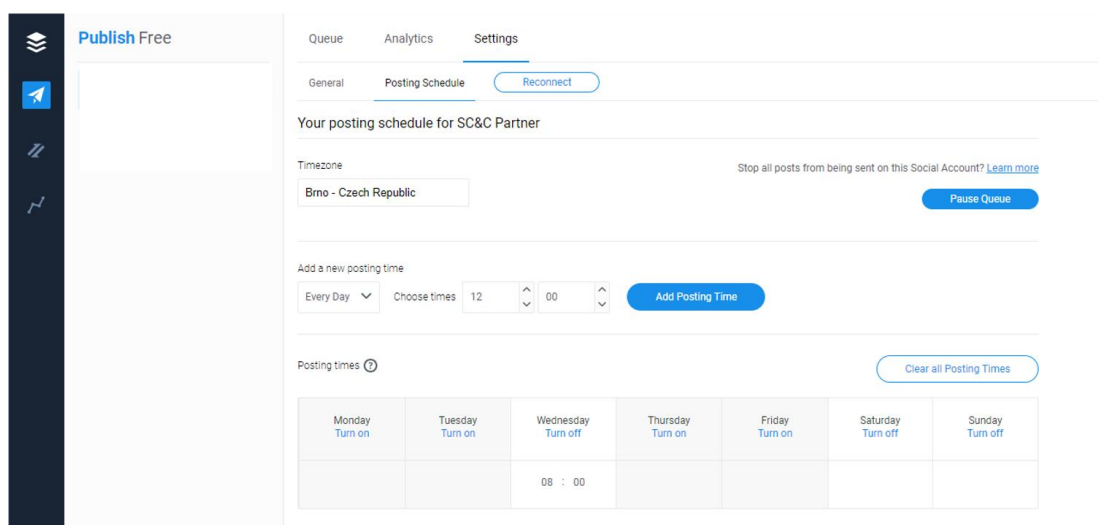 Publish Free
Queue Analytics Settings
General Posting Schedule Reconnect
Your posting schedule for SC&C Partner
Timezone
Stop all posts from being sent on this Social Account? Learn more
Brno - Czech Republic
Pause Queue
Add a new posting time
Every Day Choose times 12 00 Add Posting Time
Posting times ?
Clear all Posting Times
Monday Tuesday Wednesday Thursday Friday Saturday Sunday
Turn on Turn on Turn off Turn on Turn on Turn off Turn off
08 : 00